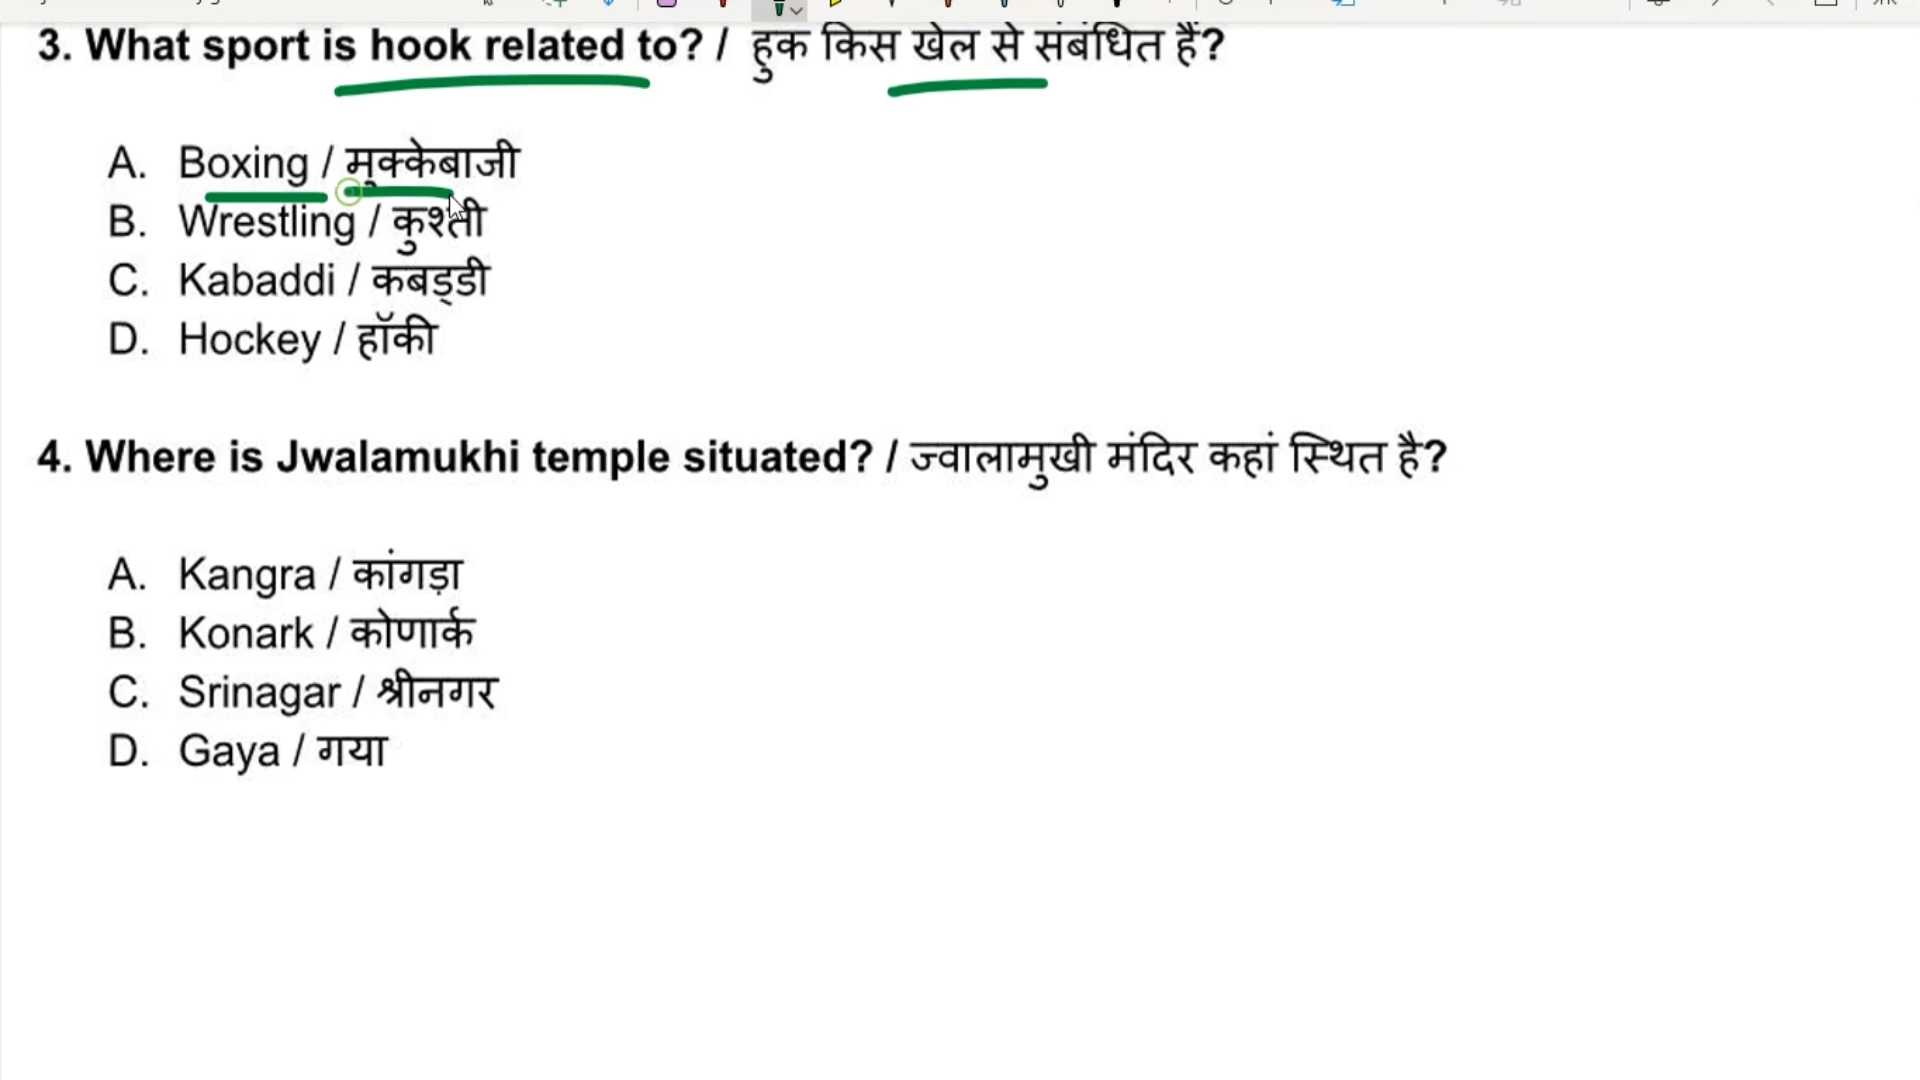 3. What sport is hook related to? / हुक किस खेल से संबंधित हैं?
A. Boxing / मुक्केबाजी
B. Wrestling / कुश्ती
C. Kabaddi / कबड्डी
D. Hockey / हॉकी
4. Where is Jwalamukhi temple situated? / ज्वालामुखी मंदिर कहां स्थित है?
A. Kangra / कांगड़ा
B. Konark / कोणार्क
C. Srinagar / श्रीनगर
D. Gaya / गया